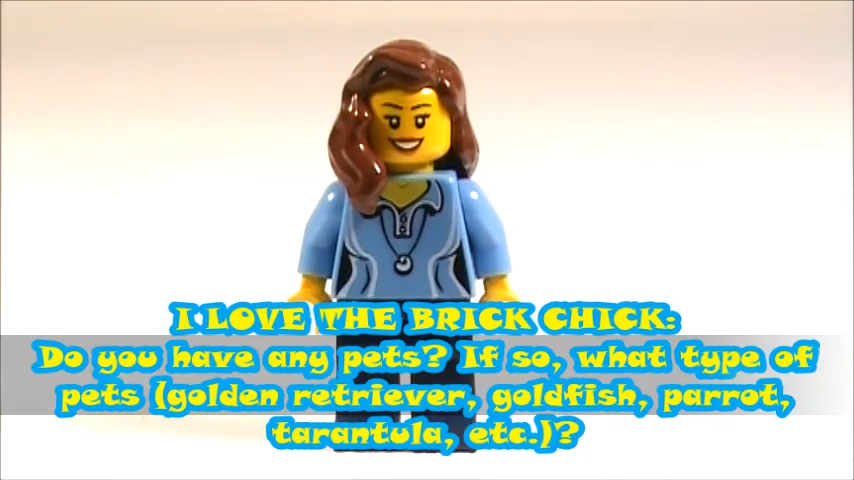 I LOVE THE BRICK CHICK:
Do you have any pets? If so, what type of
pets (golden retriever, goldfish, parrot,
tarantula, etc.)?